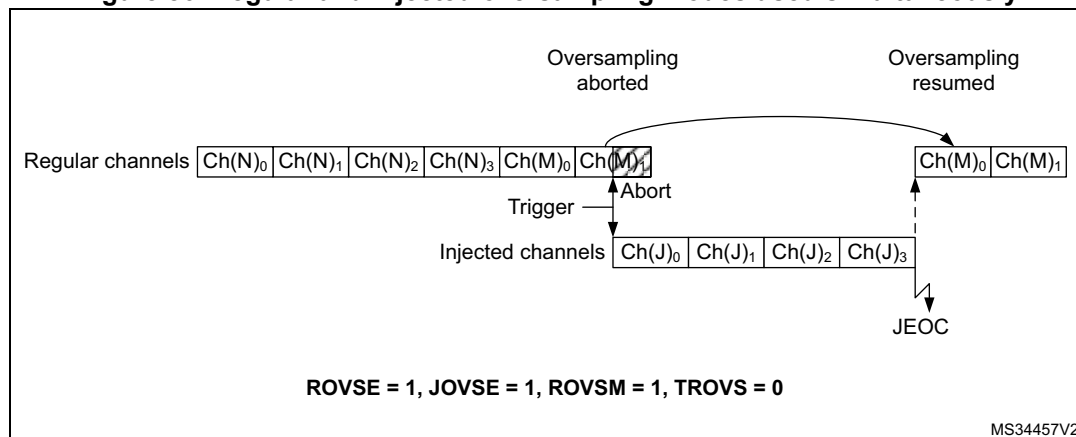 Oversampling aborted
Oversampling resumed
Regular channels Ch(N)₀ Ch(N)₁ Ch(N)₂ Ch(N)₃ Ch(M)₀ Ch(M)₁ Ch(M)₀ Ch(M)₁
Abort
Trigger
Injected channels Ch(J)₀ Ch(J)₁ Ch(J)₂ Ch(J)₃
JEOC
ROVSE = 1, JOVSE = 1, ROVSM = 1, TROVS = 0
MS34457V2